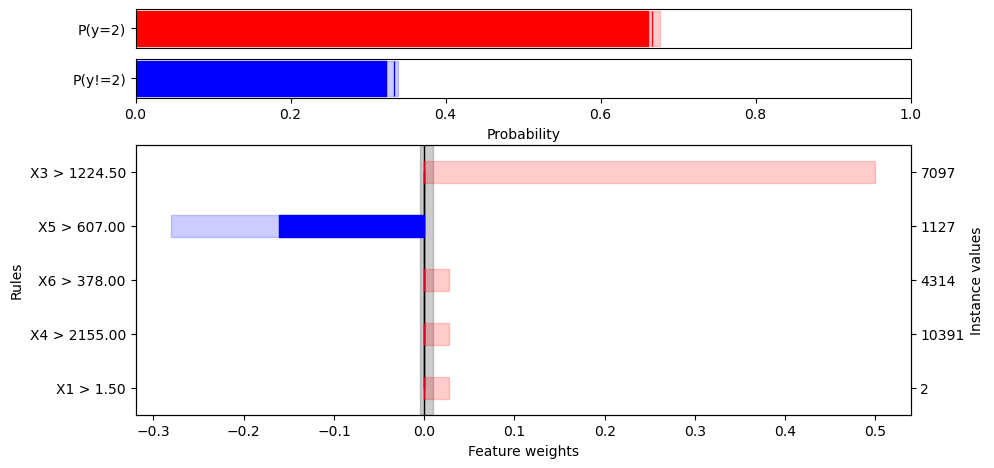 P(y=2)
P(y!=2)
0.0 0.2 0.4 0.6 0.8 1.0
Probability
X3 > 1224.50 7097
X5 > 607.00 1127
X6 > 378.00 4314
X4 > 2155.00 10391
X1 > 1.50 2
Rules
Instance values
−0.3 −0.2 −0.1 0.0 0.1 0.2 0.3 0.4 0.5
Feature weights